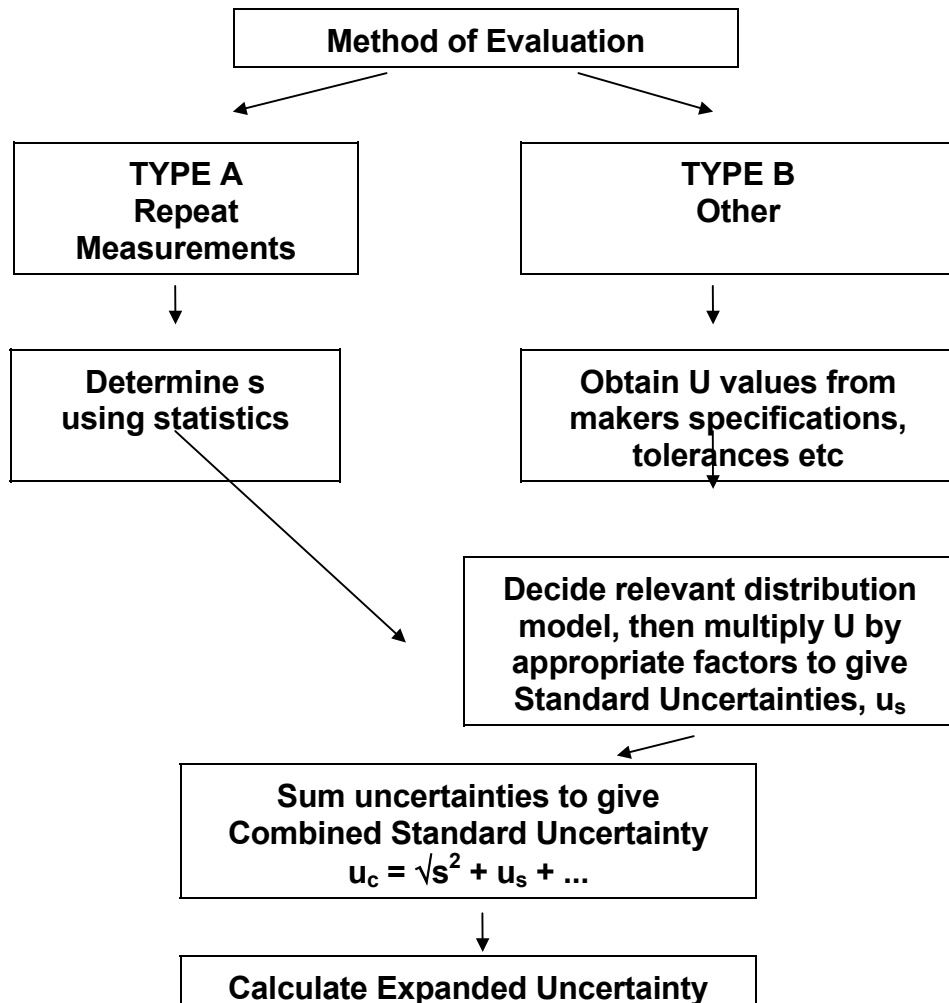 Method of Evaluation
TYPE A
Repeat
Measurements
TYPE B
Other
Determine s
using statistics
Obtain U values from
makers specifications,
tolerances etc
Decide relevant distribution
model, then multiply U by
appropriate factors to give
Standard Uncertainties, uₛ
Sum uncertainties to give
Combined Standard Uncertainty
u_c = √s² + uₛ + ...
Calculate Expanded Uncertainty